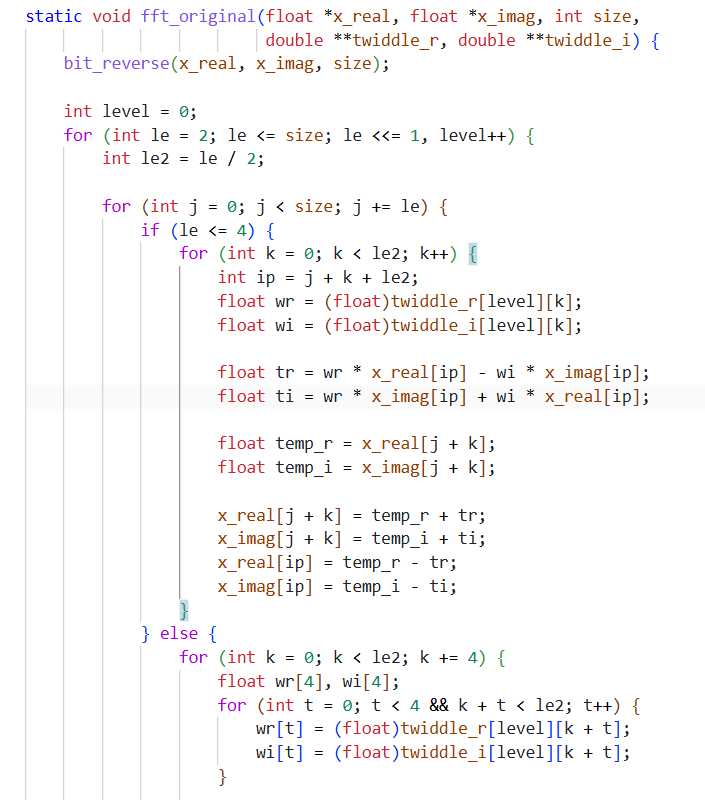 static void fft_original(float *x_real, float *x_imag, int size,
                         double **twiddle_r, double **twiddle_i) {
    bit_reverse(x_real, x_imag, size);

    int level = 0;
    for (int le = 2; le <= size; le <<= 1, level++) {
        int le2 = le / 2;

        for (int j = 0; j < size; j += le) {
            if (le <= 4) {
                for (int k = 0; k < le2; k++) {
                    int ip = j + k + le2;
                    float wr = (float)twiddle_r[level][k];
                    float wi = (float)twiddle_i[level][k];

                    float tr = wr * x_real[ip] - wi * x_imag[ip];
                    float ti = wr * x_imag[ip] + wi * x_real[ip];

                    float temp_r = x_real[j + k];
                    float temp_i = x_imag[j + k];

                    x_real[j + k] = temp_r + tr;
                    x_imag[j + k] = temp_i + ti;
                    x_real[ip] = temp_r - tr;
                    x_imag[ip] = temp_i - ti;
                }
            } else {
                for (int k = 0; k < le2; k += 4) {
                    float wr[4], wi[4];
                    for (int t = 0; t < 4 && k + t < le2; t++) {
                        wr[t] = (float)twiddle_r[level][k + t];
                        wi[t] = (float)twiddle_i[level][k + t];
                    }